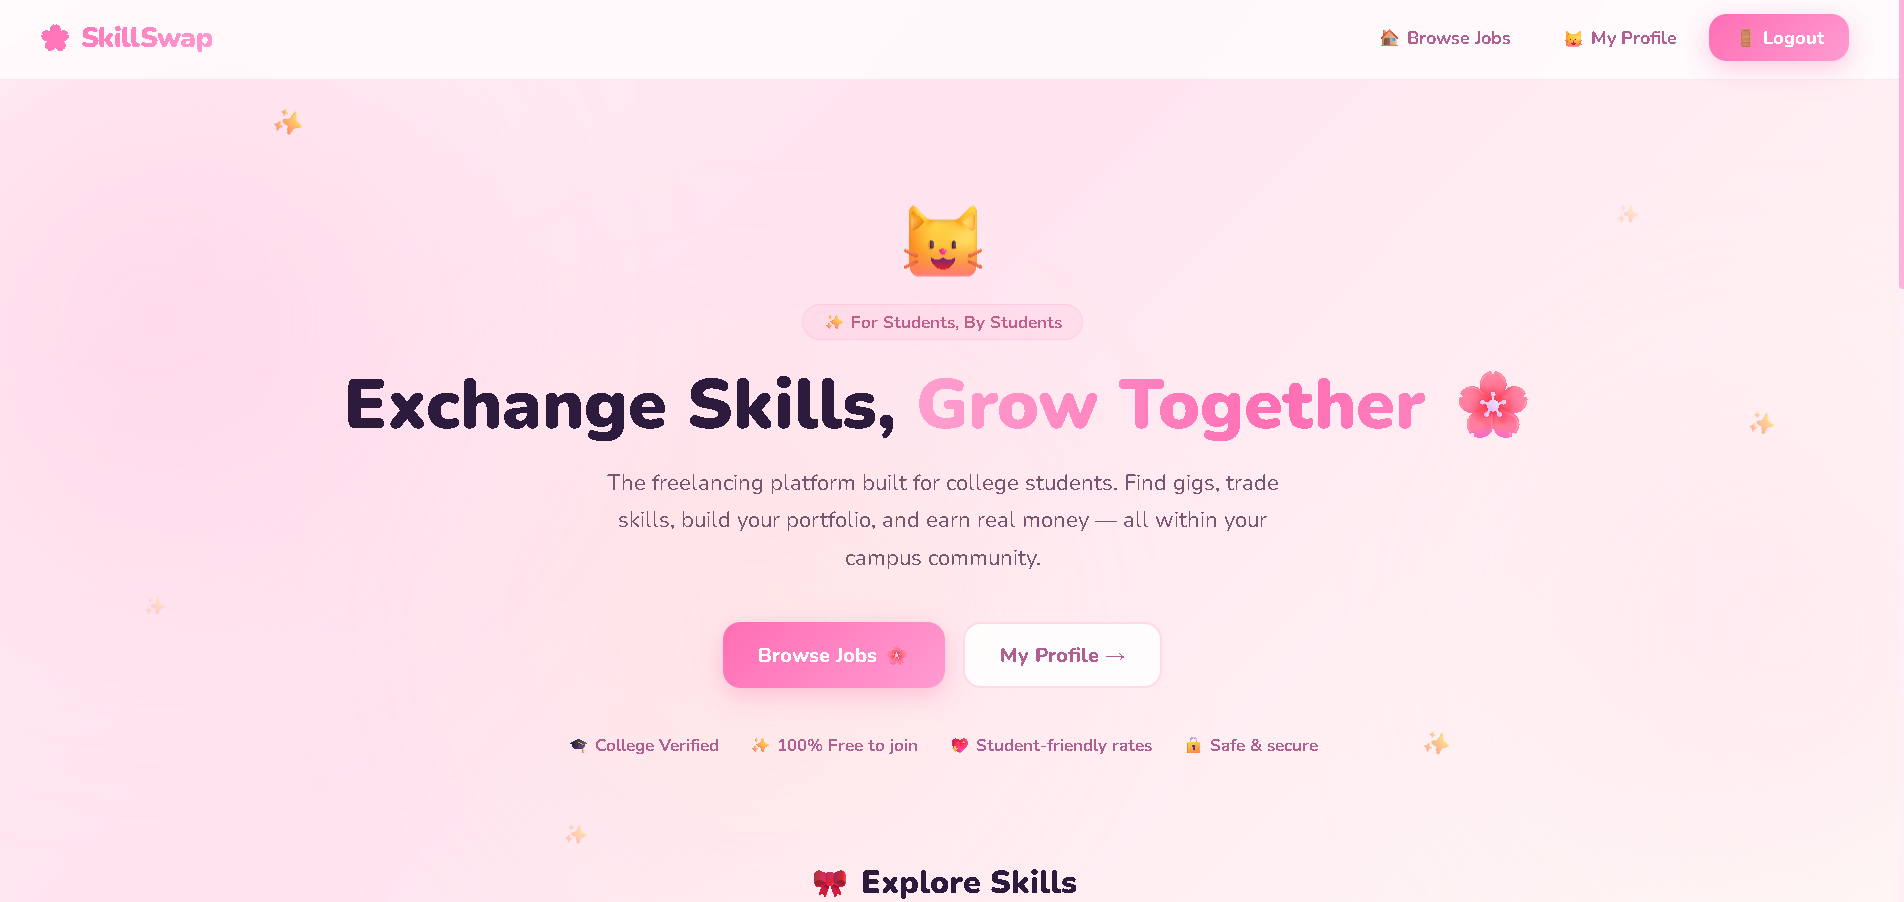 SkillSwap
Browse Jobs
My Profile
Logout
For Students, By Students
Exchange Skills, Grow Together
The freelancing platform built for college students. Find gigs, trade
skills, build your portfolio, and earn real money — all within your
campus community.
Browse Jobs
My Profile →
College Verified
100% Free to join
Student-friendly rates
Safe & secure
Explore Skills